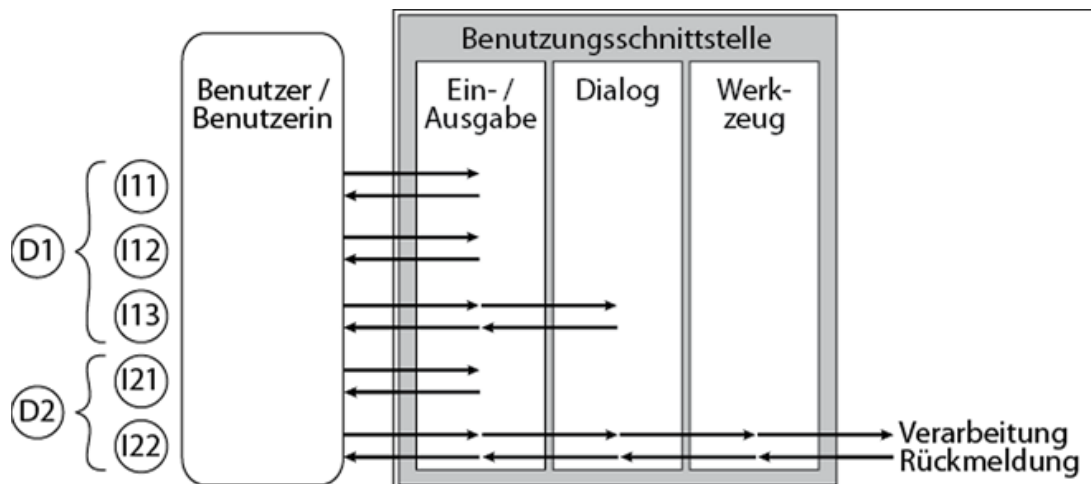 Benutzungsschnittstelle
Benutzer /
Benutzerin
Ein- /
Ausgabe
Dialog
Werk-
zeug
D1
I11
I12
I13
D2
I21
I22
Verarbeitung
Rückmeldung